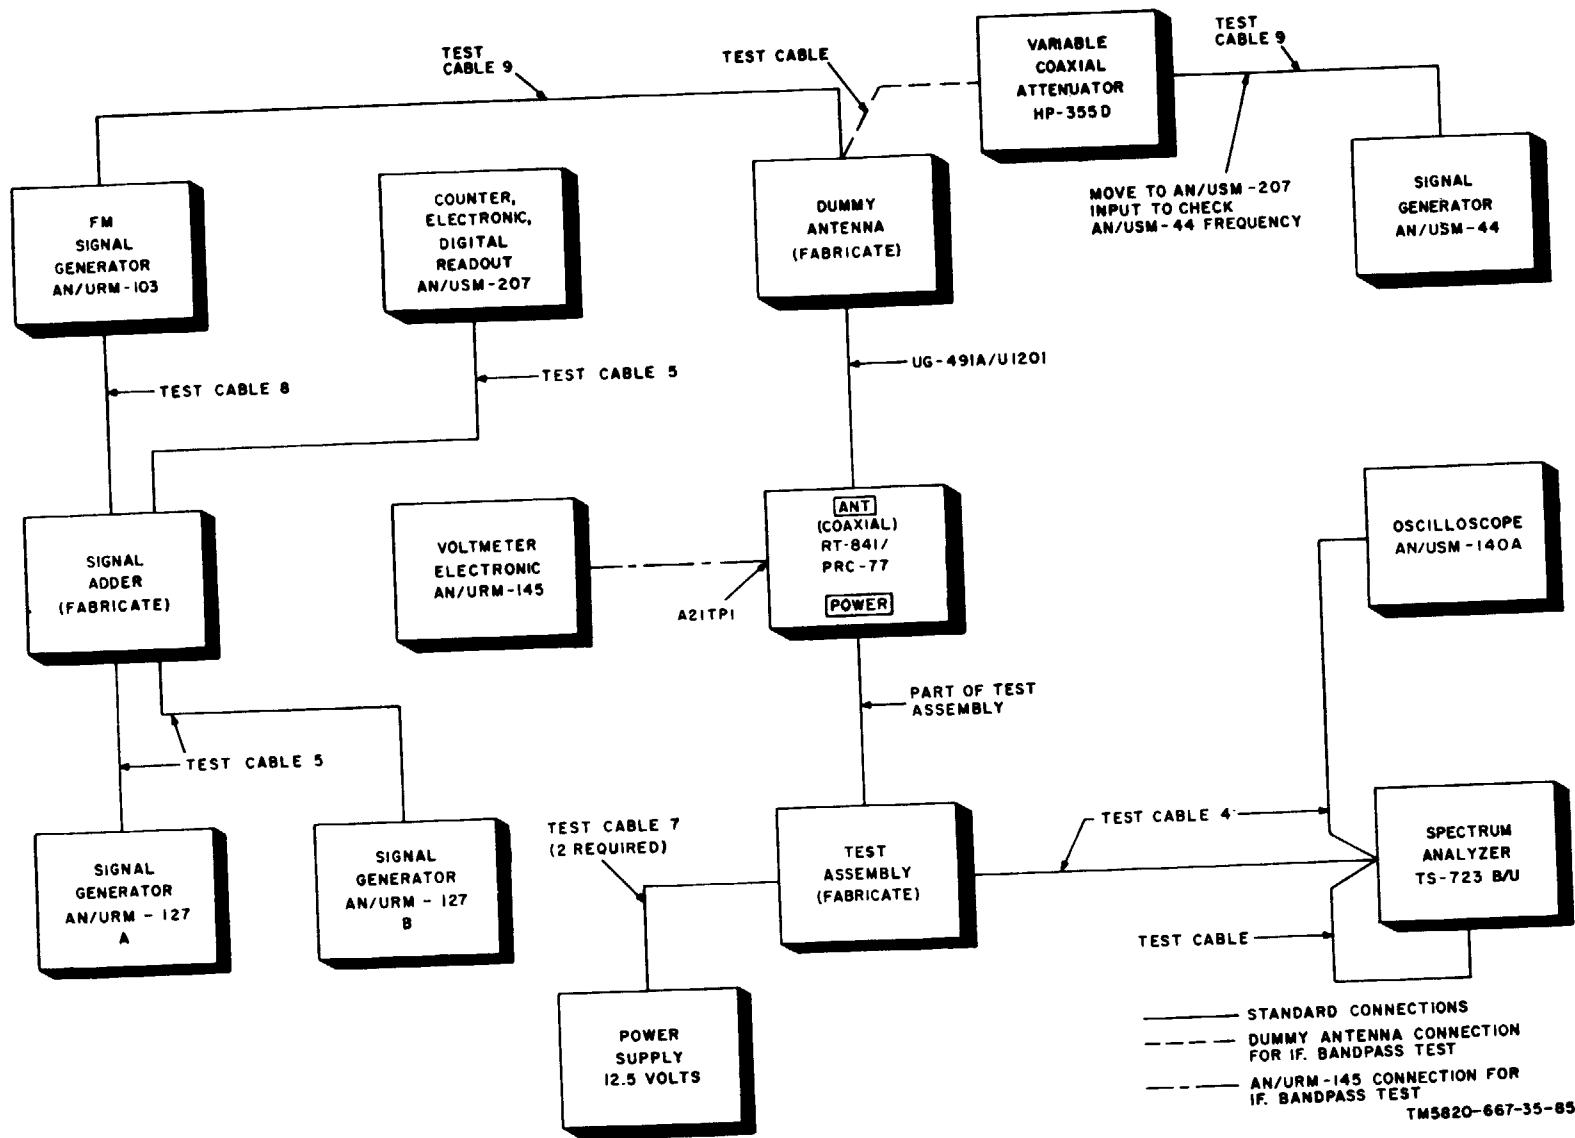 TEST
CABLE 9
TEST CABLE
VARIABLE
COAXIAL
ATTENUATOR
HP-355D
TEST
CABLE 9
MOVE TO AN/USM-207
INPUT TO CHECK
AN/USM-44 FREQUENCY
SIGNAL
GENERATOR
AN/USM-44
FM
SIGNAL
GENERATOR
AN/URM-103
COUNTER,
ELECTRONIC,
DIGITAL
READOUT
AN/USM-207
DUMMY
ANTENNA
(FABRICATE)
TEST CABLE 8
TEST CABLE 5
UG-491A/U1201
SIGNAL
ADDER
(FABRICATE)
VOLTMETER
ELECTRONIC
AN/URM-145
A21TP1
ANT
(COAXIAL)
RT-841/
PRC-77
POWER
OSCILLOSCOPE
AN/USM-140A
TEST CABLE 5
PART OF TEST
ASSEMBLY
SIGNAL
GENERATOR
AN/URM - 127
A
SIGNAL
GENERATOR
AN/URM - 127
B
TEST CABLE 7
(2 REQUIRED)
TEST
ASSEMBLY
(FABRICATE)
TEST CABLE 4
SPECTRUM
ANALYZER
TS-723 B/U
TEST CABLE
POWER
SUPPLY
12.5 VOLTS
STANDARD CONNECTIONS
DUMMY ANTENNA CONNECTION
FOR IF. BANDPASS TEST
AN/URM-145 CONNECTION FOR
IF. BANDPASS TEST
TM5820-667-35-85